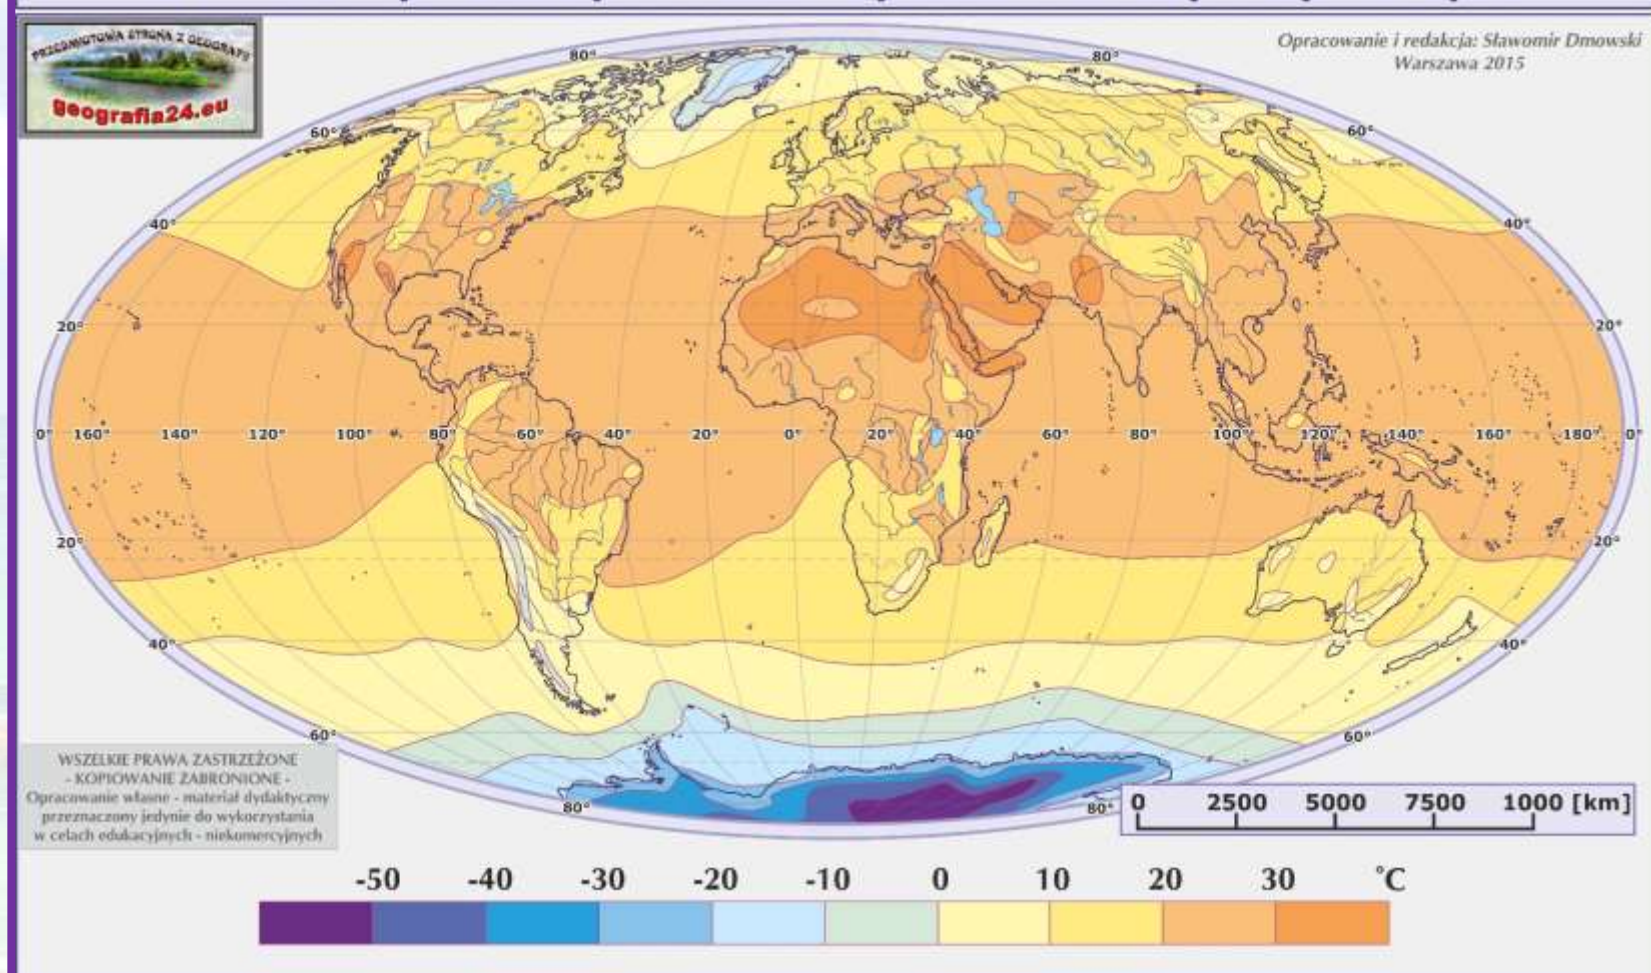 PRZEDMIOTOWA STRONA Z GEOGRAFII
geografia24.eu
Opracowanie i redakcja: Sławomir Dmowski
Warszawa 2015
80° 80°
60° 60°
40° 40°
20° 20°
0° 160° 140° 120° 100° 80° 60° 40° 20° 0° 20° 40° 60° 80° 100° 120° 140° 160° 180° 0°
20° 20°
40° 40°
60° 60°
80° 80°
WSZELKIE PRAWA ZASTRZEŻONE
- KOPIOWANIE ZABRONIONE -
Opracowanie własne - materiał dydaktyczny
przeznaczony jedynie do wykorzystania
w celach edukacyjnych - niekomercyjnych
0 2500 5000 7500 1000 [km]
-50 -40 -30 -20 -10 0 10 20 30 °C